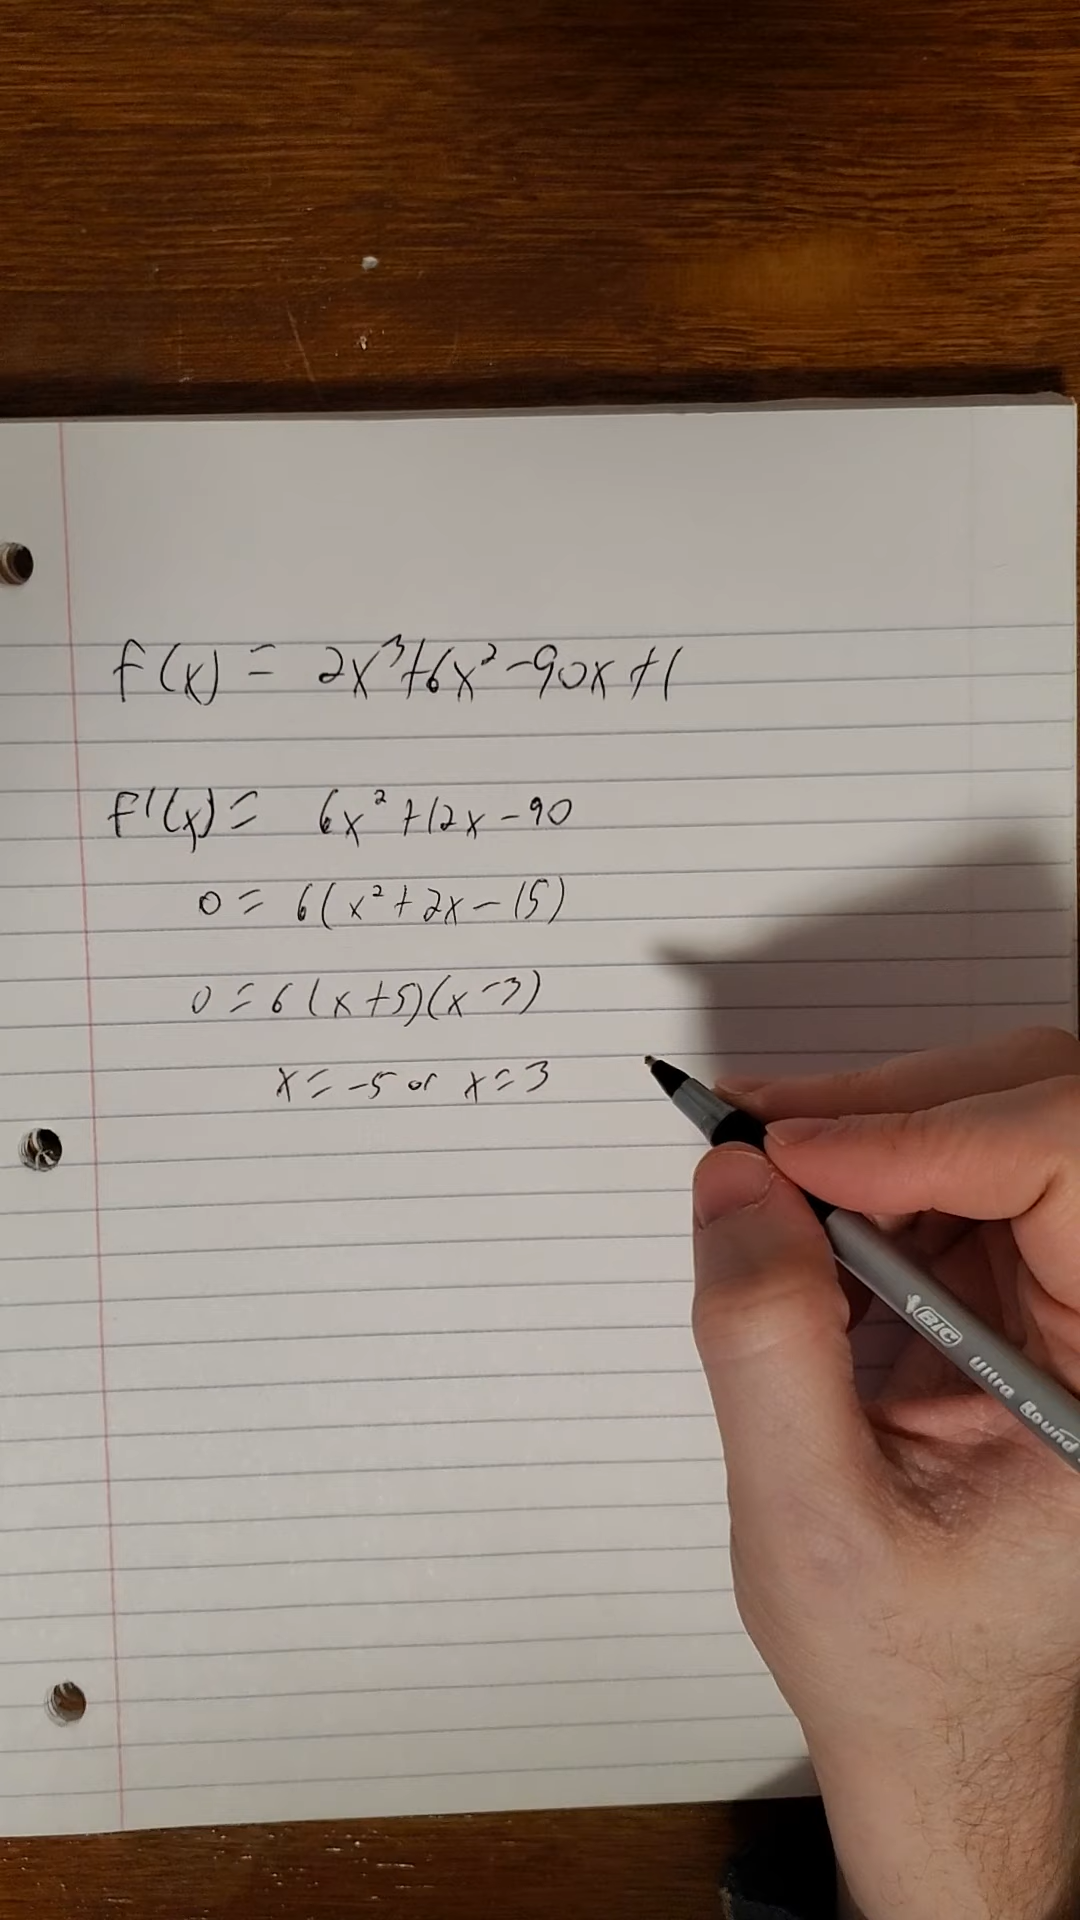 f(x) = 2x³+6x²-90x+1
f'(x) = 6x²+12x-90
0 = 6(x²+2x-15)
0 = 6(x+5)(x-3)
x = -5 or x = 3
BIC Ultra Round